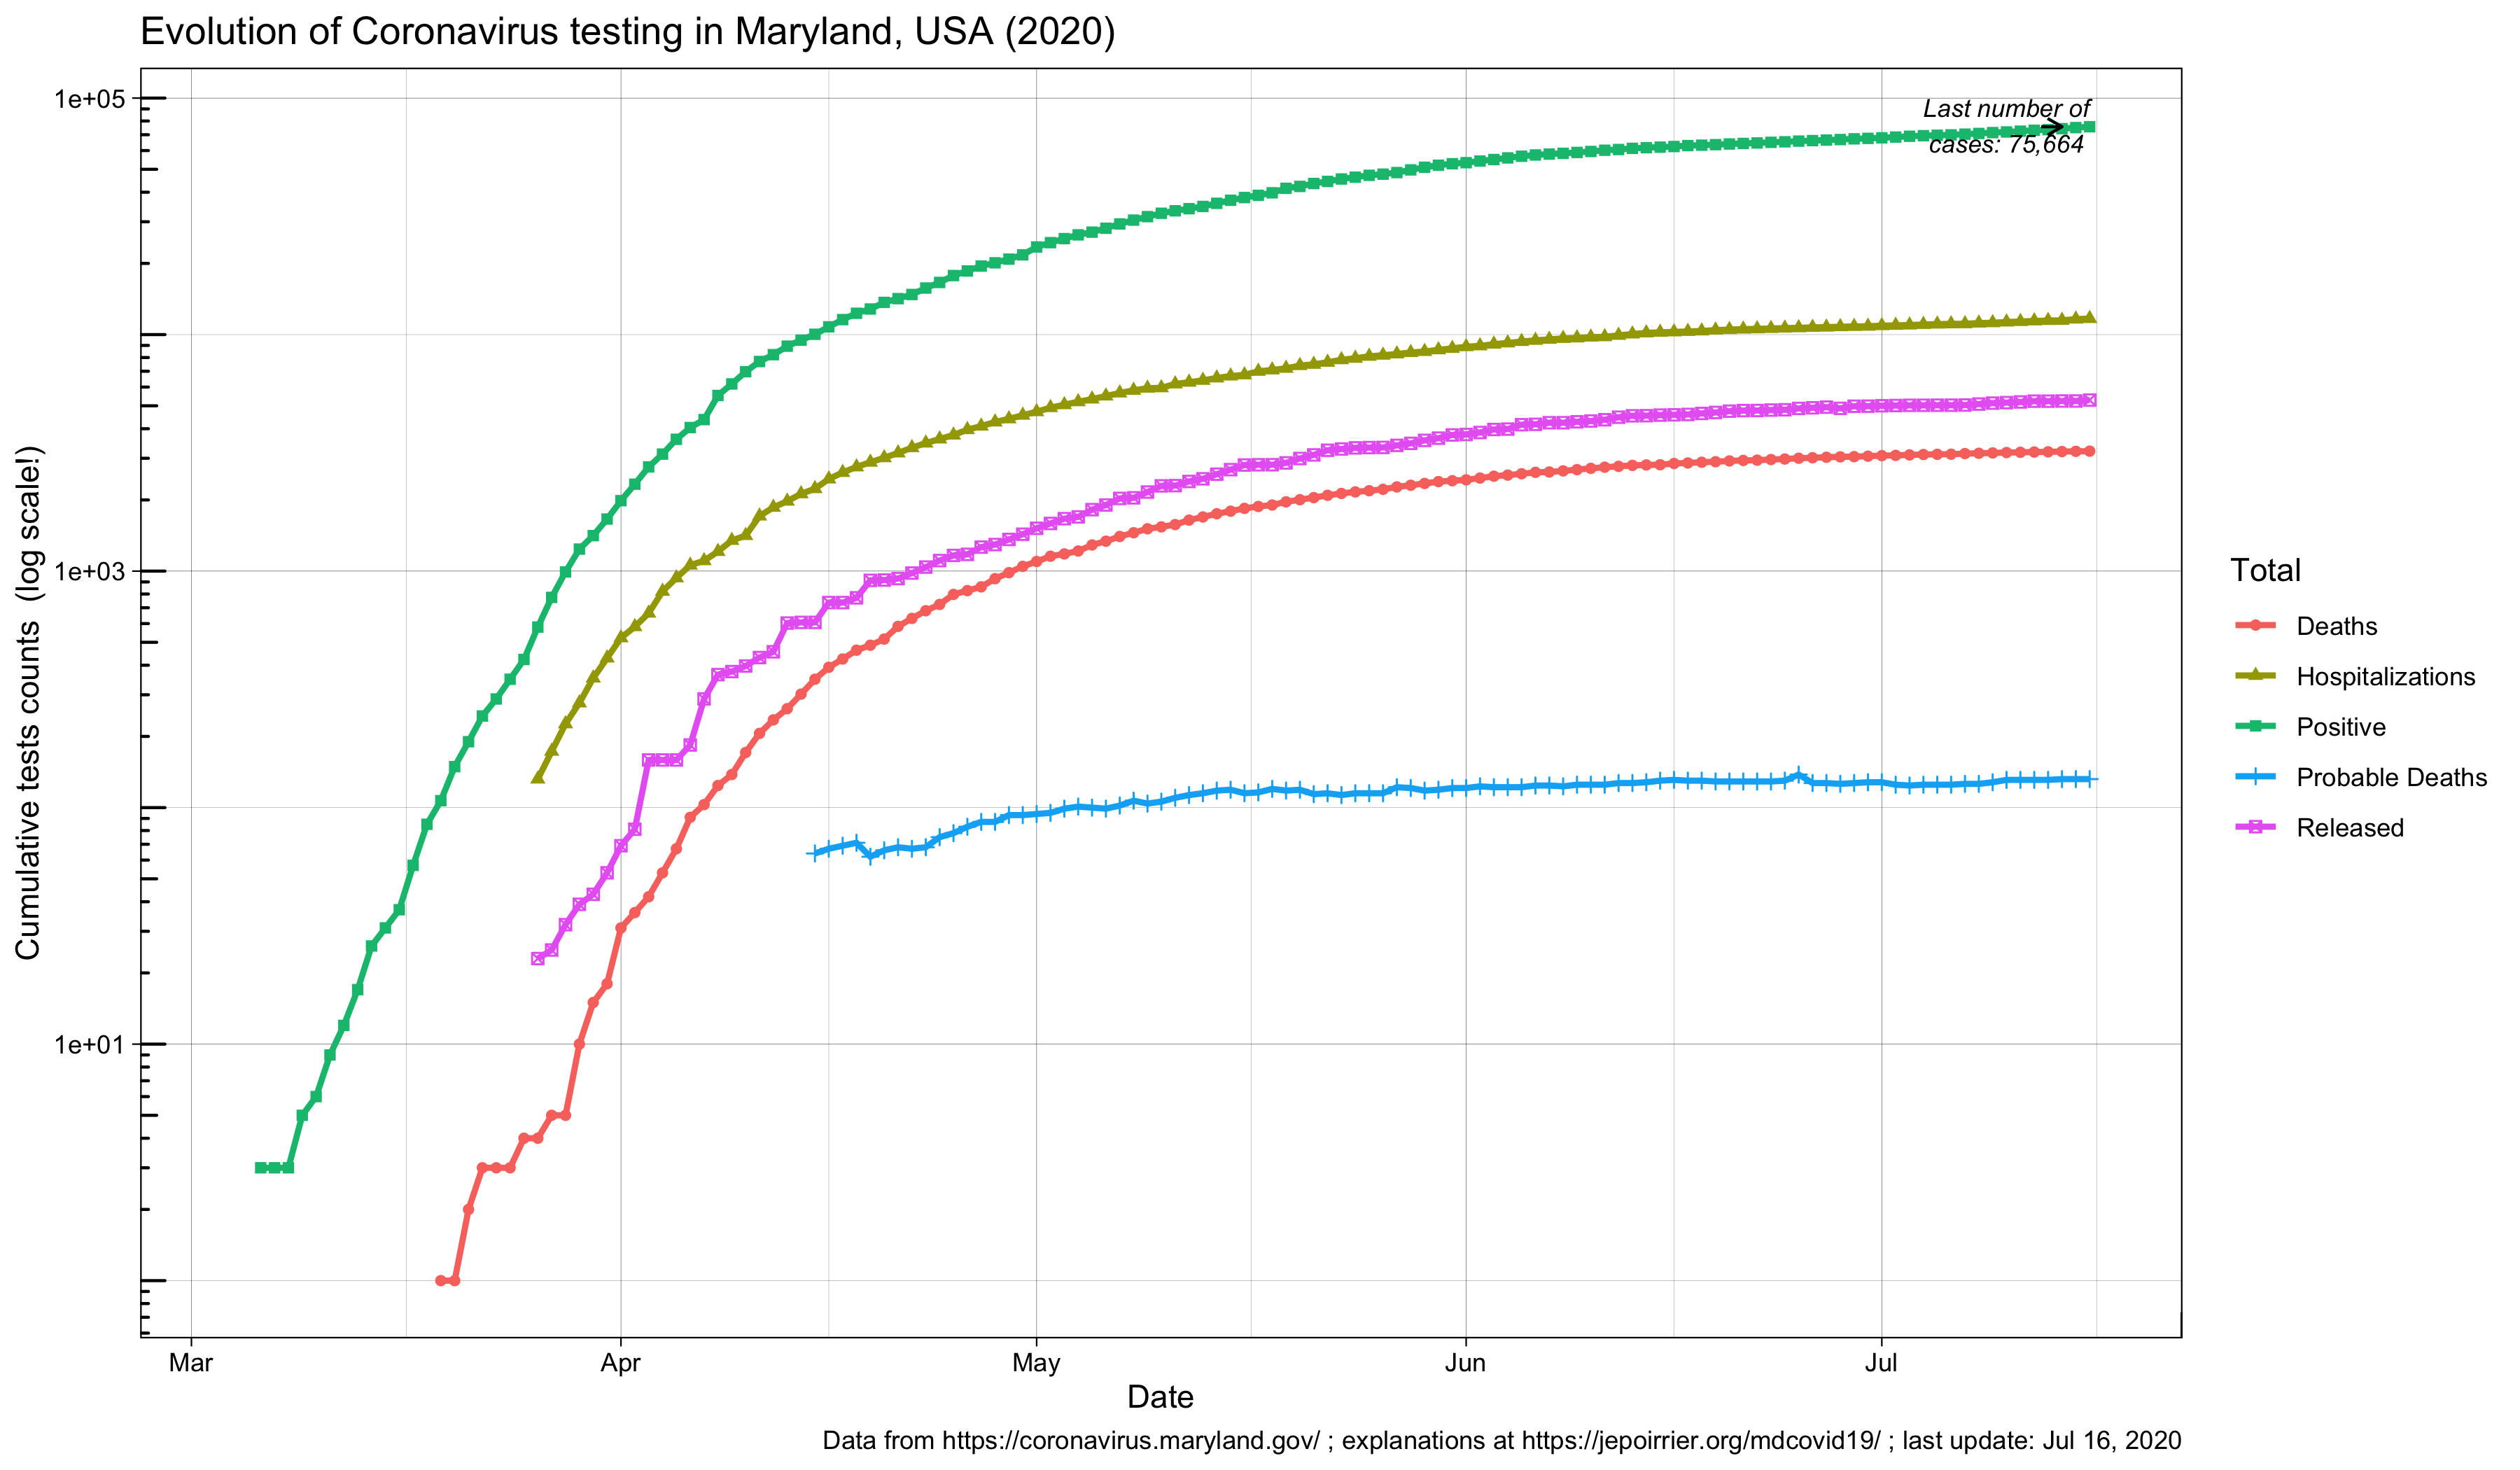 Evolution of Coronavirus testing in Maryland, USA (2020)
1e+05
1e+03
1e+01
Cumulative tests counts  (log scale!)
Last number of
cases: 75,664
Total
Deaths
Hospitalizations
Positive
Probable Deaths
Released
Mar
Apr
May
Jun
Jul
Date
Data from https://coronavirus.maryland.gov/ ; explanations at https://jepoirrier.org/mdcovid19/ ; last update: Jul 16, 2020